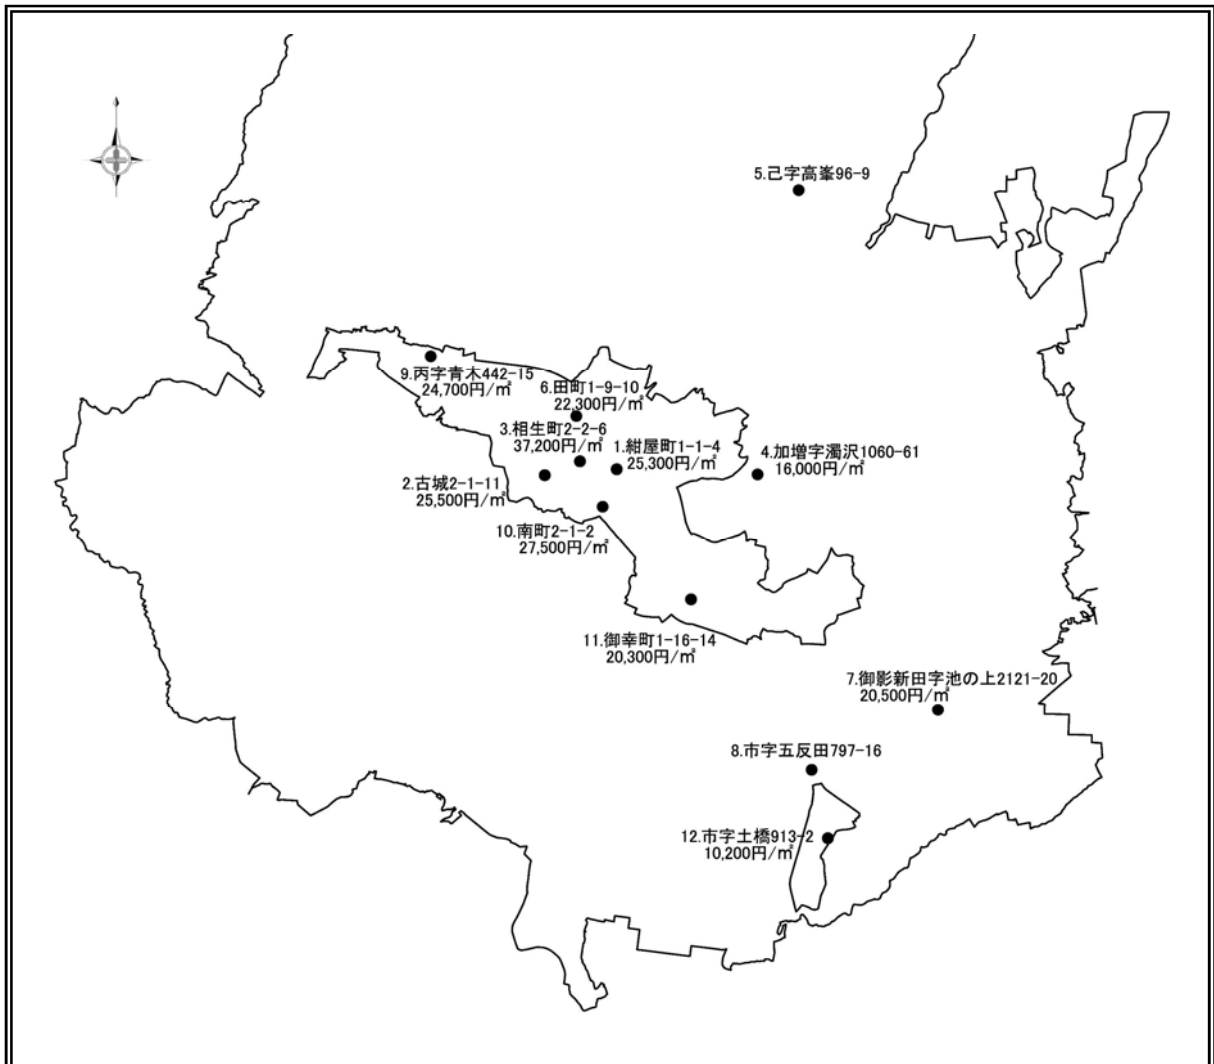 5.己字高峯96-9
9.丙字青木442-15
24,700円/㎡
6.田町1-9-10
22,300円/㎡
3.相生町2-2-6
37,200円/㎡
1.紺屋町1-1-4
25,300円/㎡
4.加増字濁沢1060-61
16,000円/㎡
2.古城2-1-11
25,500円/㎡
10.南町2-1-2
27,500円/㎡
11.御幸町1-16-14
20,300円/㎡
7.御影新田字池の上2121-20
20,500円/㎡
8.市字五反田797-16
12.市字土橋913-2
10,200円/㎡